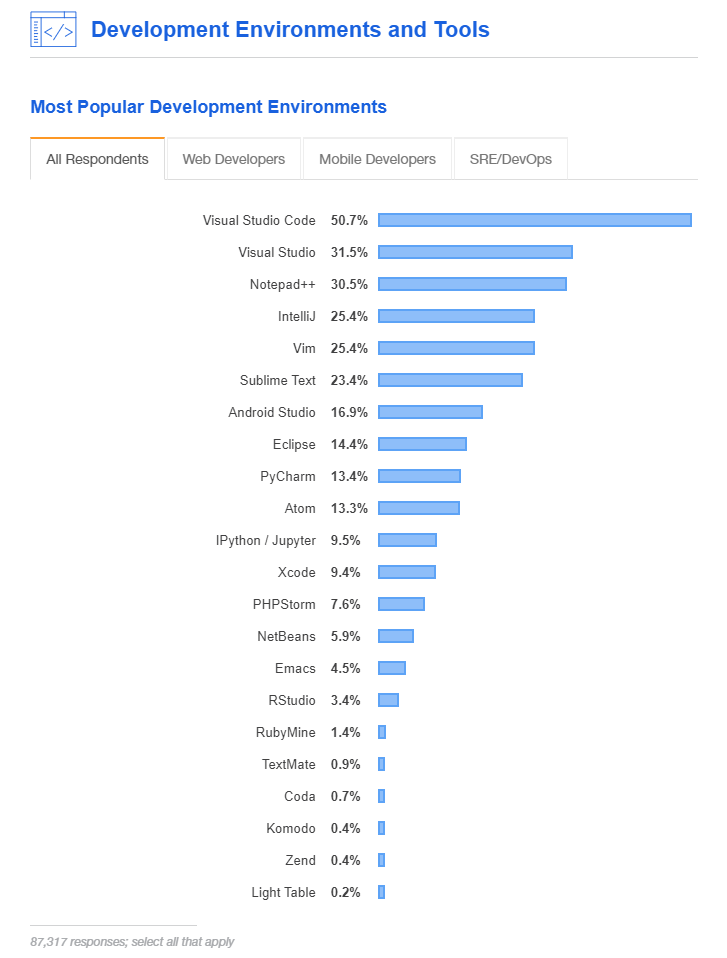 </>
Development Environments and Tools
Most Popular Development Environments
All Respondents Web Developers Mobile Developers SRE/DevOps
Visual Studio Code 50.7%
Visual Studio 31.5%
Notepad++ 30.5%
IntelliJ 25.4%
Vim 25.4%
Sublime Text 23.4%
Android Studio 16.9%
Eclipse 14.4%
PyCharm 13.4%
Atom 13.3%
IPython / Jupyter 9.5%
Xcode 9.4%
PHPStorm 7.6%
NetBeans 5.9%
Emacs 4.5%
RStudio 3.4%
RubyMine 1.4%
TextMate 0.9%
Coda 0.7%
Komodo 0.4%
Zend 0.4%
Light Table 0.2%
87,317 responses; select all that apply